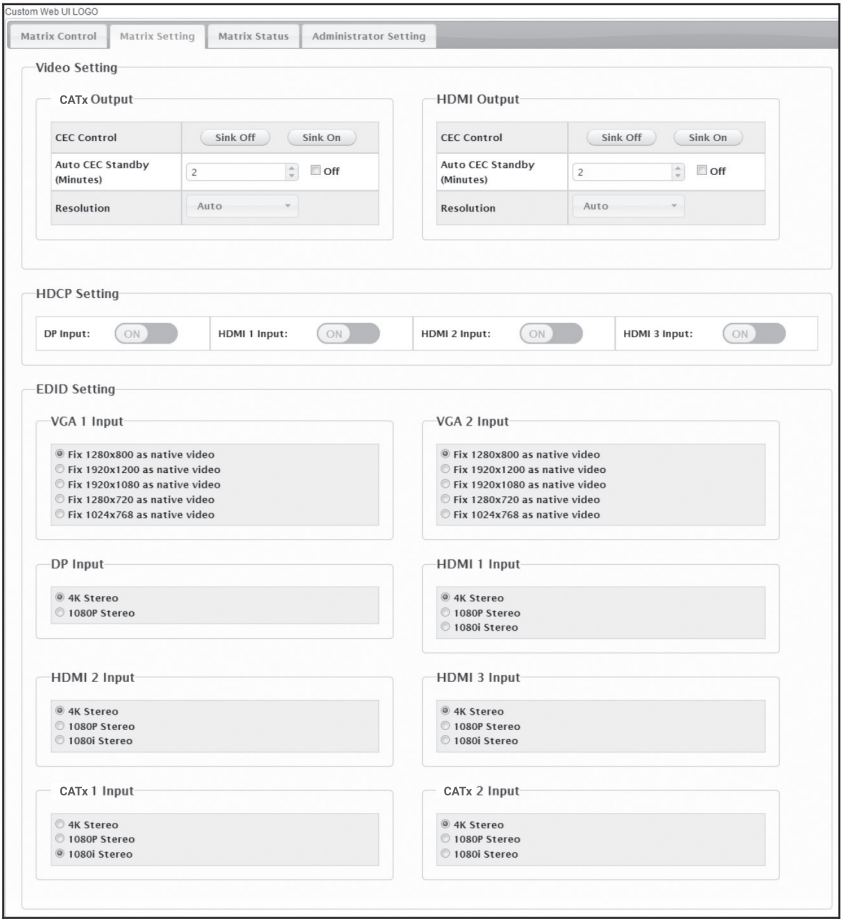 Custom Web UI LOGO
Matrix Control Matrix Setting Matrix Status Administrator Setting
Video Setting
CATx Output HDMI Output
CEC Control Sink Off Sink On CEC Control Sink Off Sink On
Auto CEC Standby (Minutes) 2 Off Auto CEC Standby (Minutes) 2 Off
Resolution Auto Resolution Auto
HDCP Setting
DP Input: ON HDMI 1 Input: ON HDMI 2 Input: ON HDMI 3 Input: ON
EDID Setting
VGA 1 Input
Fix 1280x800 as native video
Fix 1920x1200 as native video
Fix 1920x1080 as native video
Fix 1280x720 as native video
Fix 1024x768 as native video
VGA 2 Input
Fix 1280x800 as native video
Fix 1920x1200 as native video
Fix 1920x1080 as native video
Fix 1280x720 as native video
Fix 1024x768 as native video
DP Input
4K Stereo
1080P Stereo
HDMI 1 Input
4K Stereo
1080P Stereo
1080i Stereo
HDMI 2 Input
4K Stereo
1080P Stereo
1080i Stereo
HDMI 3 Input
4K Stereo
1080P Stereo
1080i Stereo
CATx 1 Input
4K Stereo
1080P Stereo
1080i Stereo
CATx 2 Input
4K Stereo
1080P Stereo
1080i Stereo